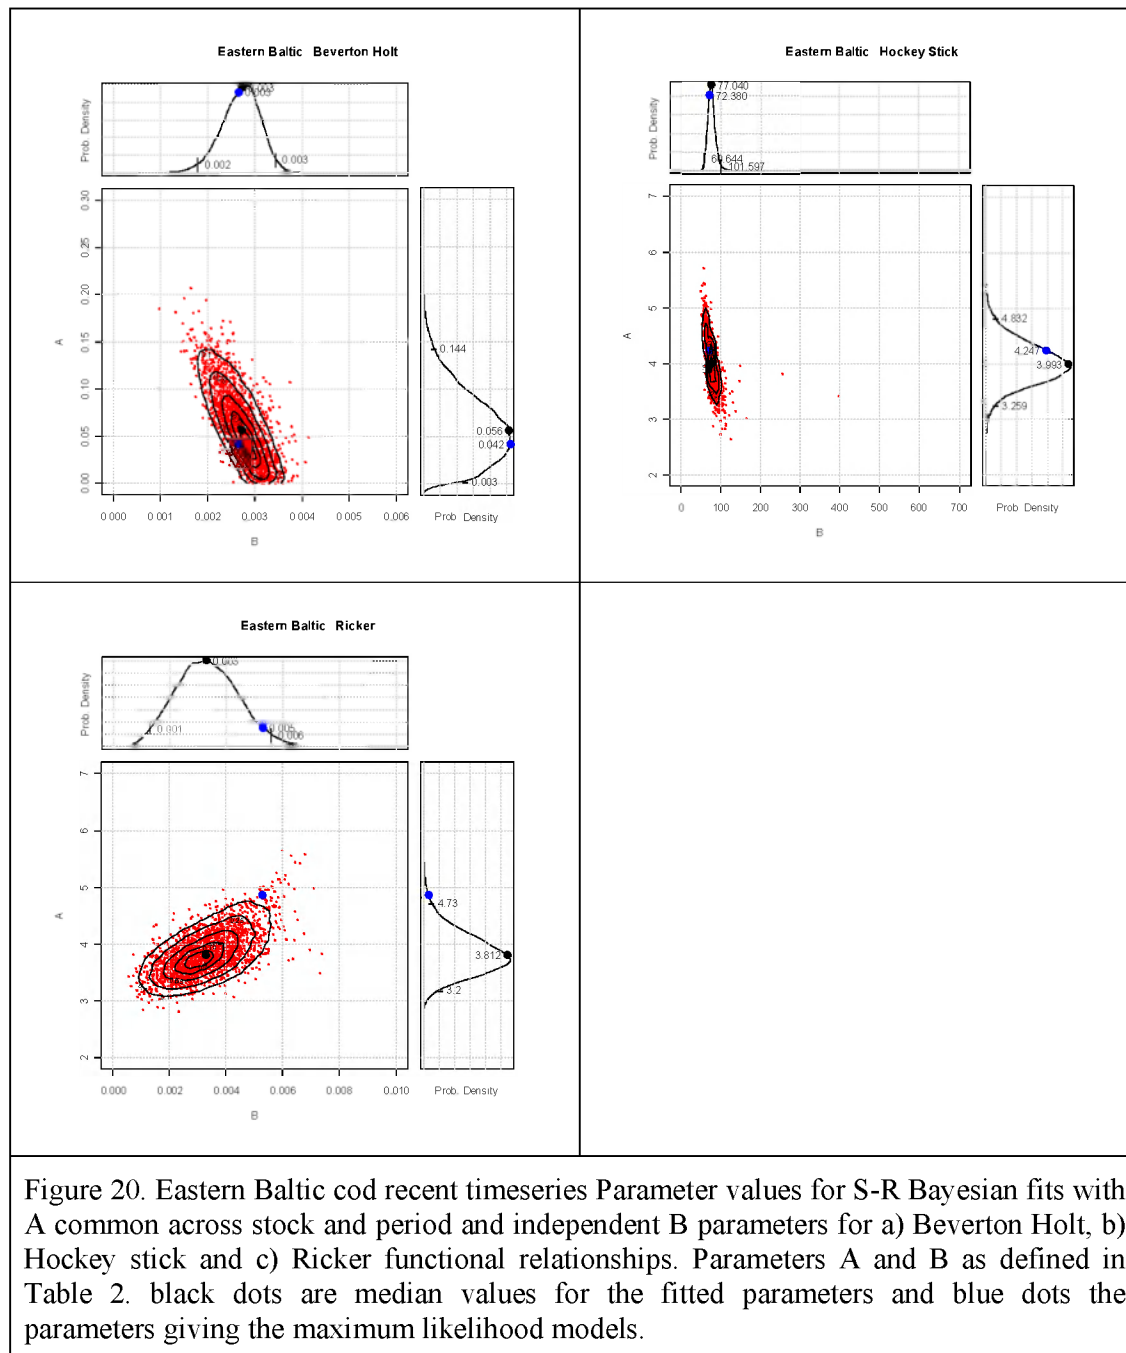 Eastern Baltic Beverton Holt
Prob. Density
0.003
0.003
0.002
0.003
A
0.30
0.25
0.20
0.15
0.10
0.05
0.00
0.144
0.056
0.042
0.003
0.000 0.001 0.002 0.003 0.004 0.005 0.006
Prob Density
B
Eastern Baltic Hockey Stick
Prob. Density
77.040
72.380
101.597
A
7
6
5
4
3
2
4.832
4.247
3.993
3.259
0 100 200 300 400 500 600 700
Prob Density
B
Eastern Baltic Ricker
Prob. Density
0.003
0.001
0.005
0.006
A
7
6
5
4
3
2
4.73
3.812
3.2
0.000 0.002 0.004 0.006 0.008 0.010
Prob. Density
B
Figure 20. Eastern Baltic cod recent timeseries Parameter values for S-R Bayesian fits with
A common across stock and period and independent B parameters for a) Beverton Holt, b)
Hockey stick and c) Ricker functional relationships. Parameters A and B as defined in
Table 2. black dots are median values for the fitted parameters and blue dots the
parameters giving the maximum likelihood models.